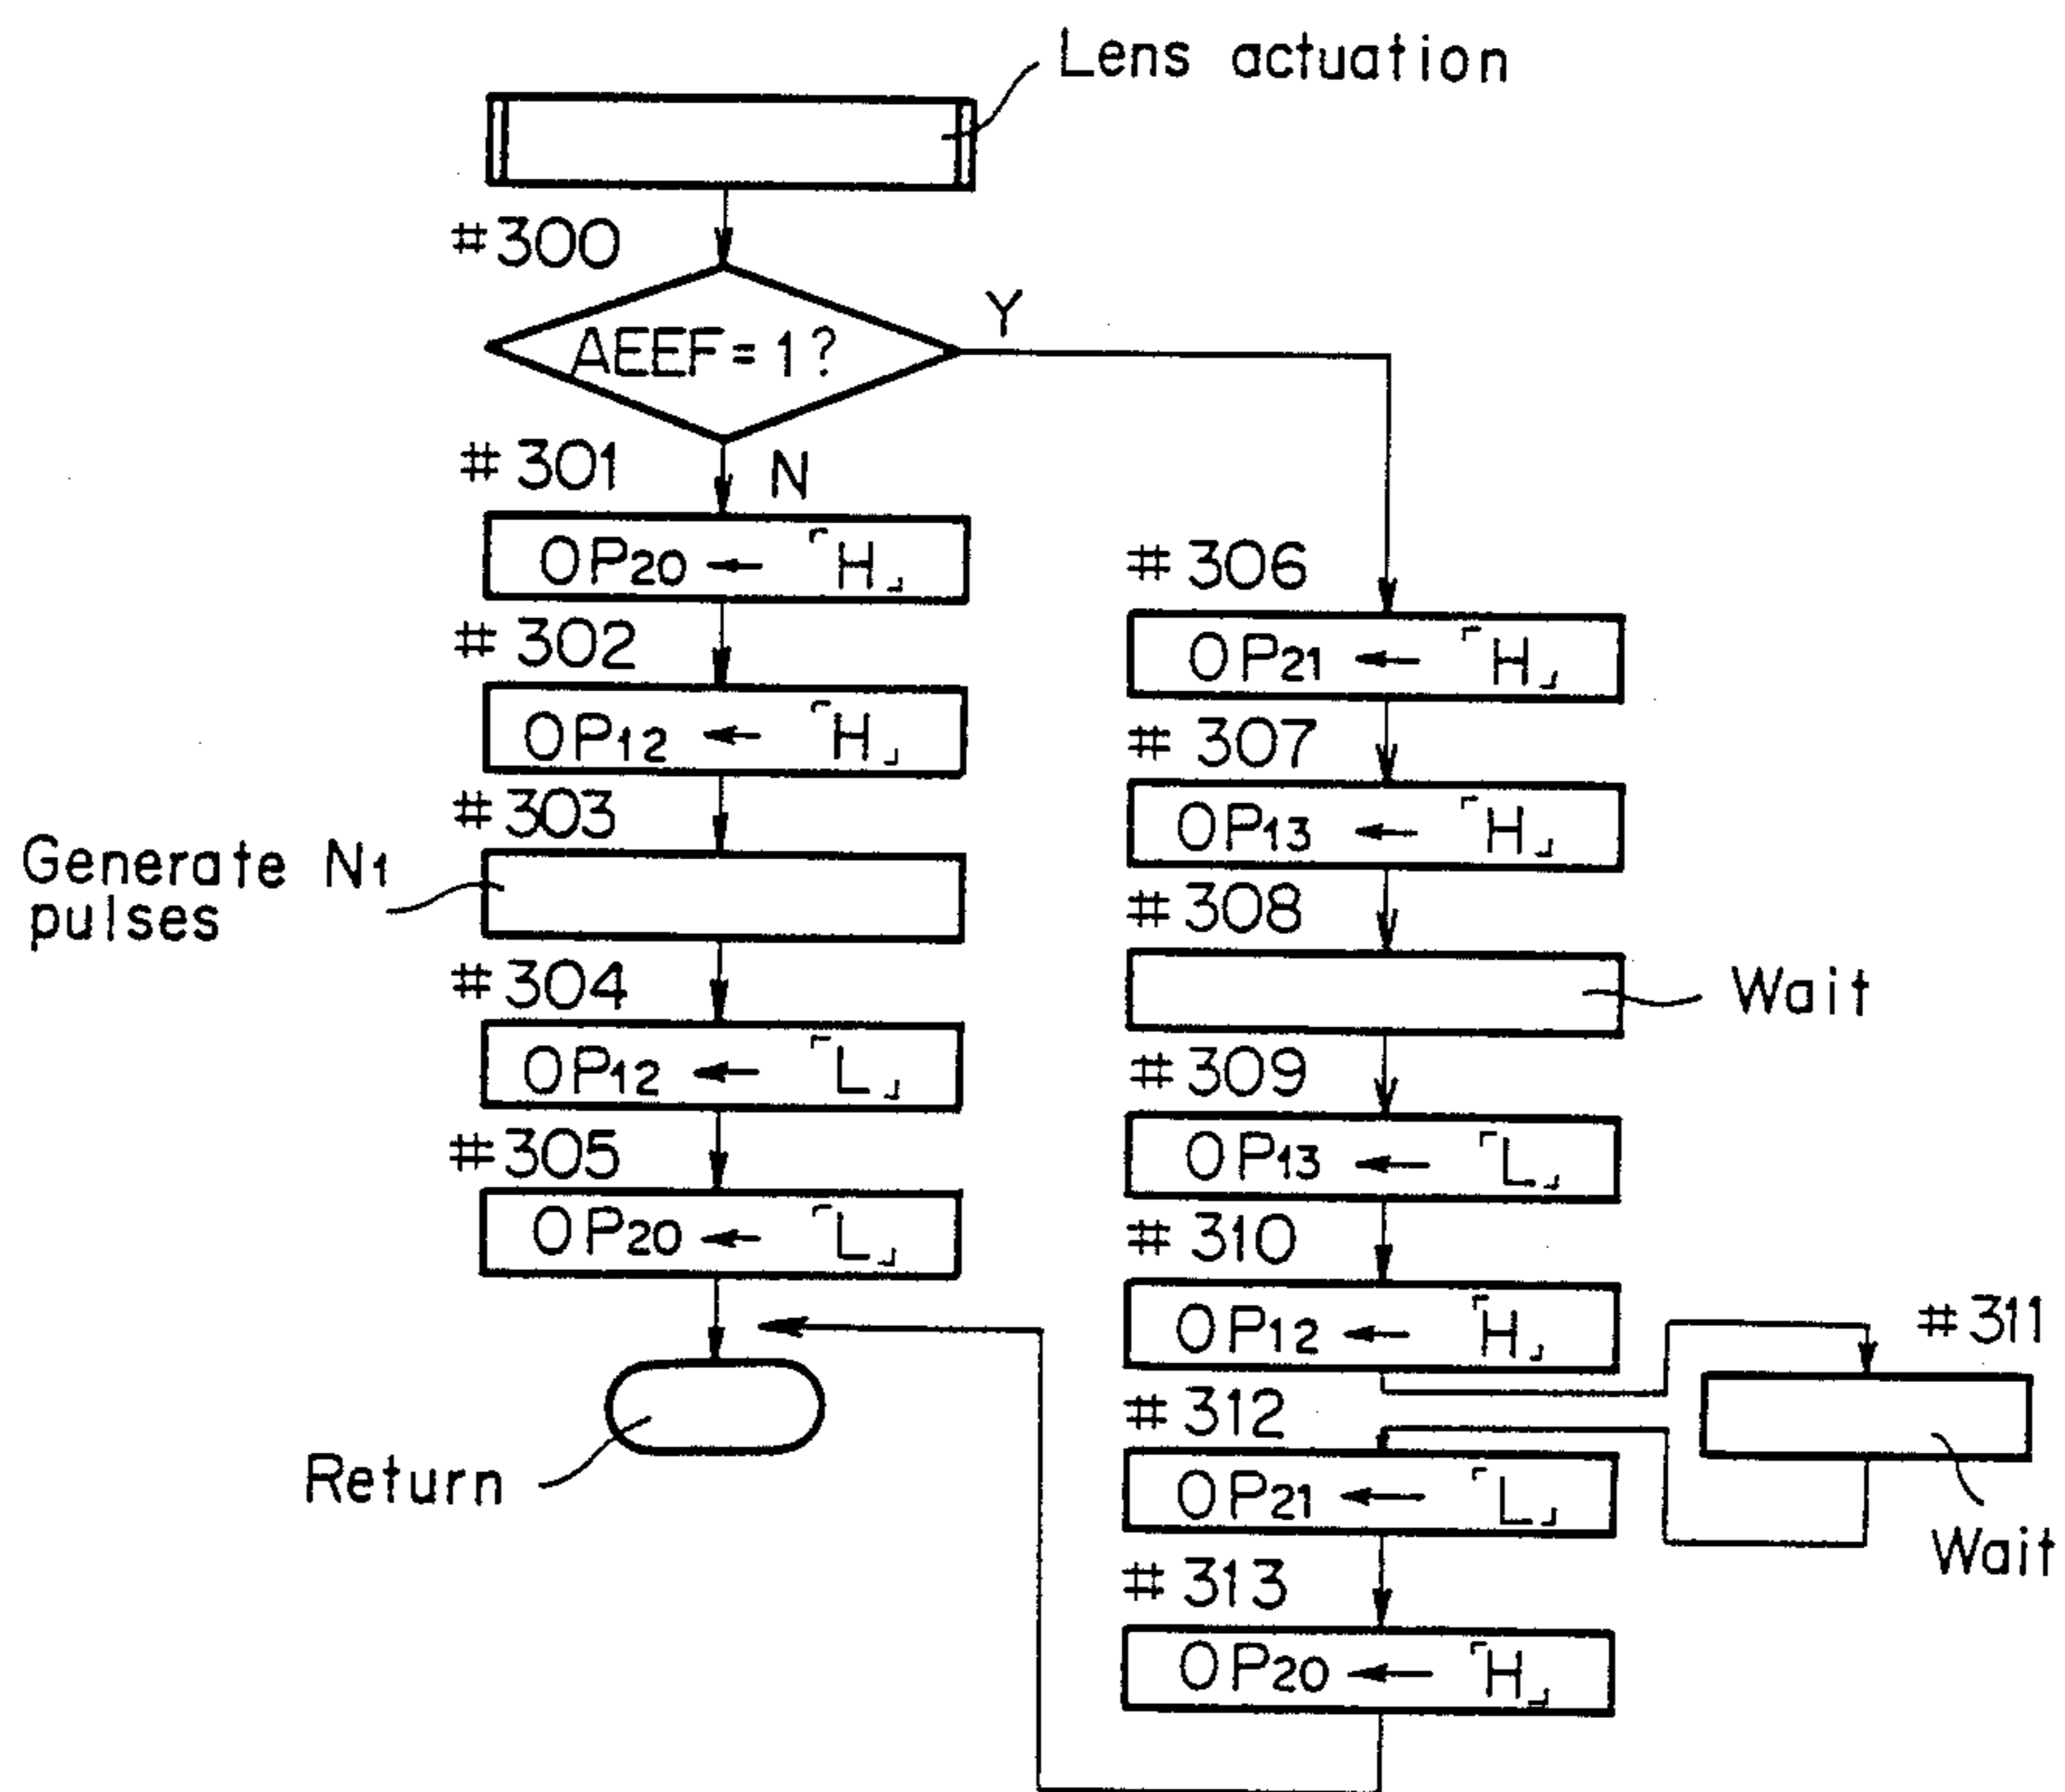 Lens actuation
#300
AEEF=1?
Y
#301
N
OP20 ← 「H」
#302
OP12 ← 「H」
#303
Generate N1
pulses
#304
OP12 ← 「L」
#305
OP20 ← 「L」
Return
#306
OP21 ← 「H」
#307
OP13 ← 「H」
#308
Wait
#309
OP13 ← 「L」
#310
OP12 ← 「H」
#311
Wait
#312
OP21 ← 「L」
#313
OP20 ← 「H」